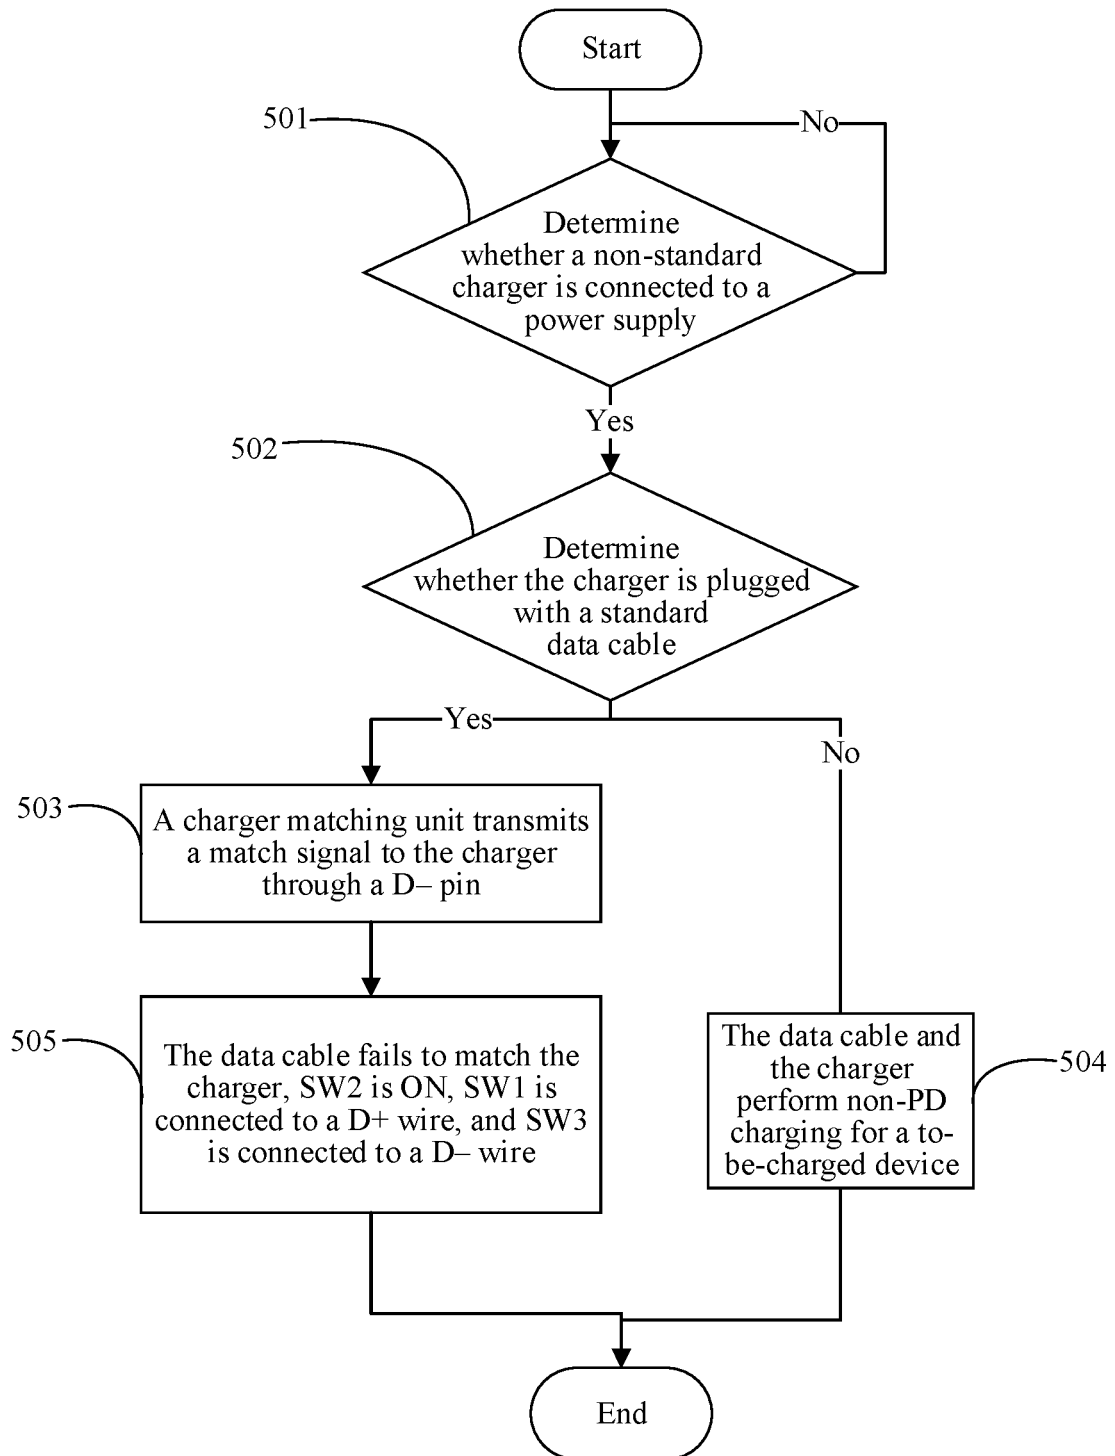 Start
501
No
Determine
whether a non-standard
charger is connected to a
power supply
Yes
502
Determine
whether the charger is plugged
with a standard
data cable
Yes
No
503
A charger matching unit transmits
a match signal to the charger
through a D– pin
505
The data cable fails to match the
charger, SW2 is ON, SW1 is
connected to a D+ wire, and SW3
is connected to a D– wire
The data cable and
the charger
perform non-PD
charging for a to-
be-charged device
504
End